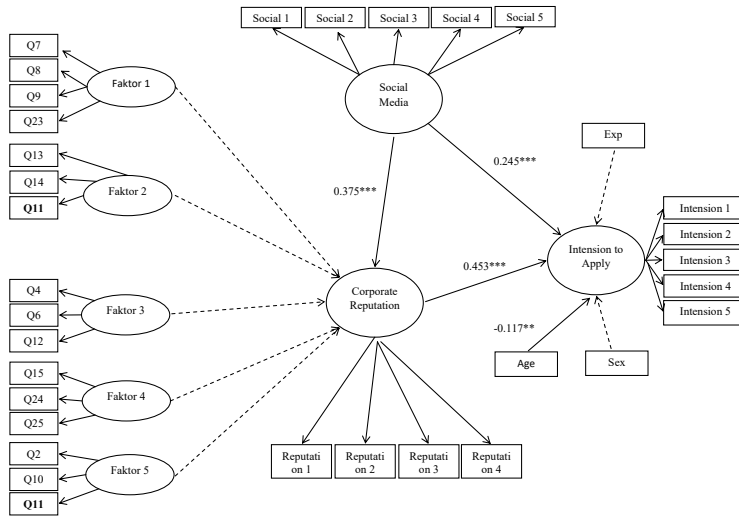 Social 1
Social 2
Social 3
Social 4
Social 5
Q7
Q8
Q9
Q23
Faktor 1
Social
Media
Exp
Q13
Q14
Q11
Faktor 2
0.375***
0.245***
Intension 1
Intension 2
Intension 3
Intension 4
Intension 5
Intension to
Apply
0.453***
Corporate
Reputation
Q4
Q6
Q12
Faktor 3
-0.117**
Age
Sex
Q15
Q24
Q25
Faktor 4
Q2
Q10
Q11
Faktor 5
Reputati
on 1
Reputati
on 2
Reputati
on 3
Reputati
on 4